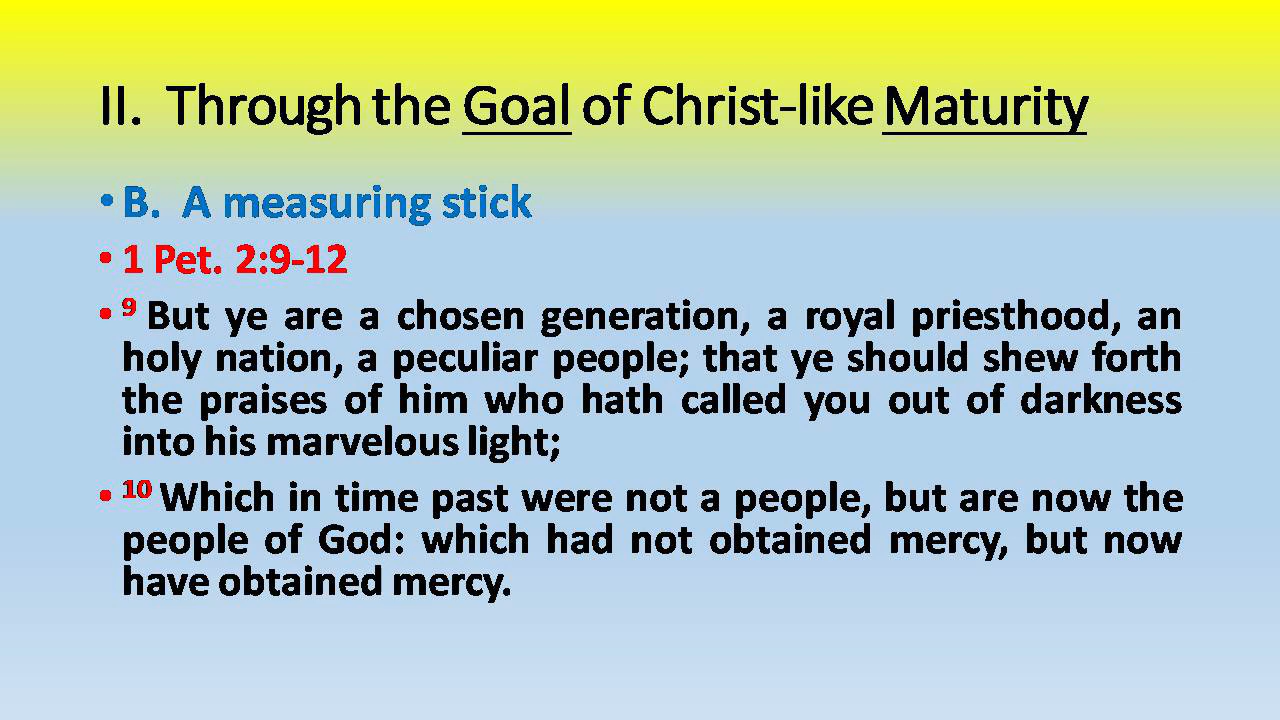 II. Through the Goal of Christ-like Maturity
• B. A measuring stick
• 1 Pet. 2:9-12
• 9 But ye are a chosen generation, a royal priesthood, an
holy nation, a peculiar people; that ye should shew forth
the praises of him who hath called you out of darkness
into his marvelous light;
• 10 Which in time past were not a people, but are now the
people of God: which had not obtained mercy, but now
have obtained mercy.